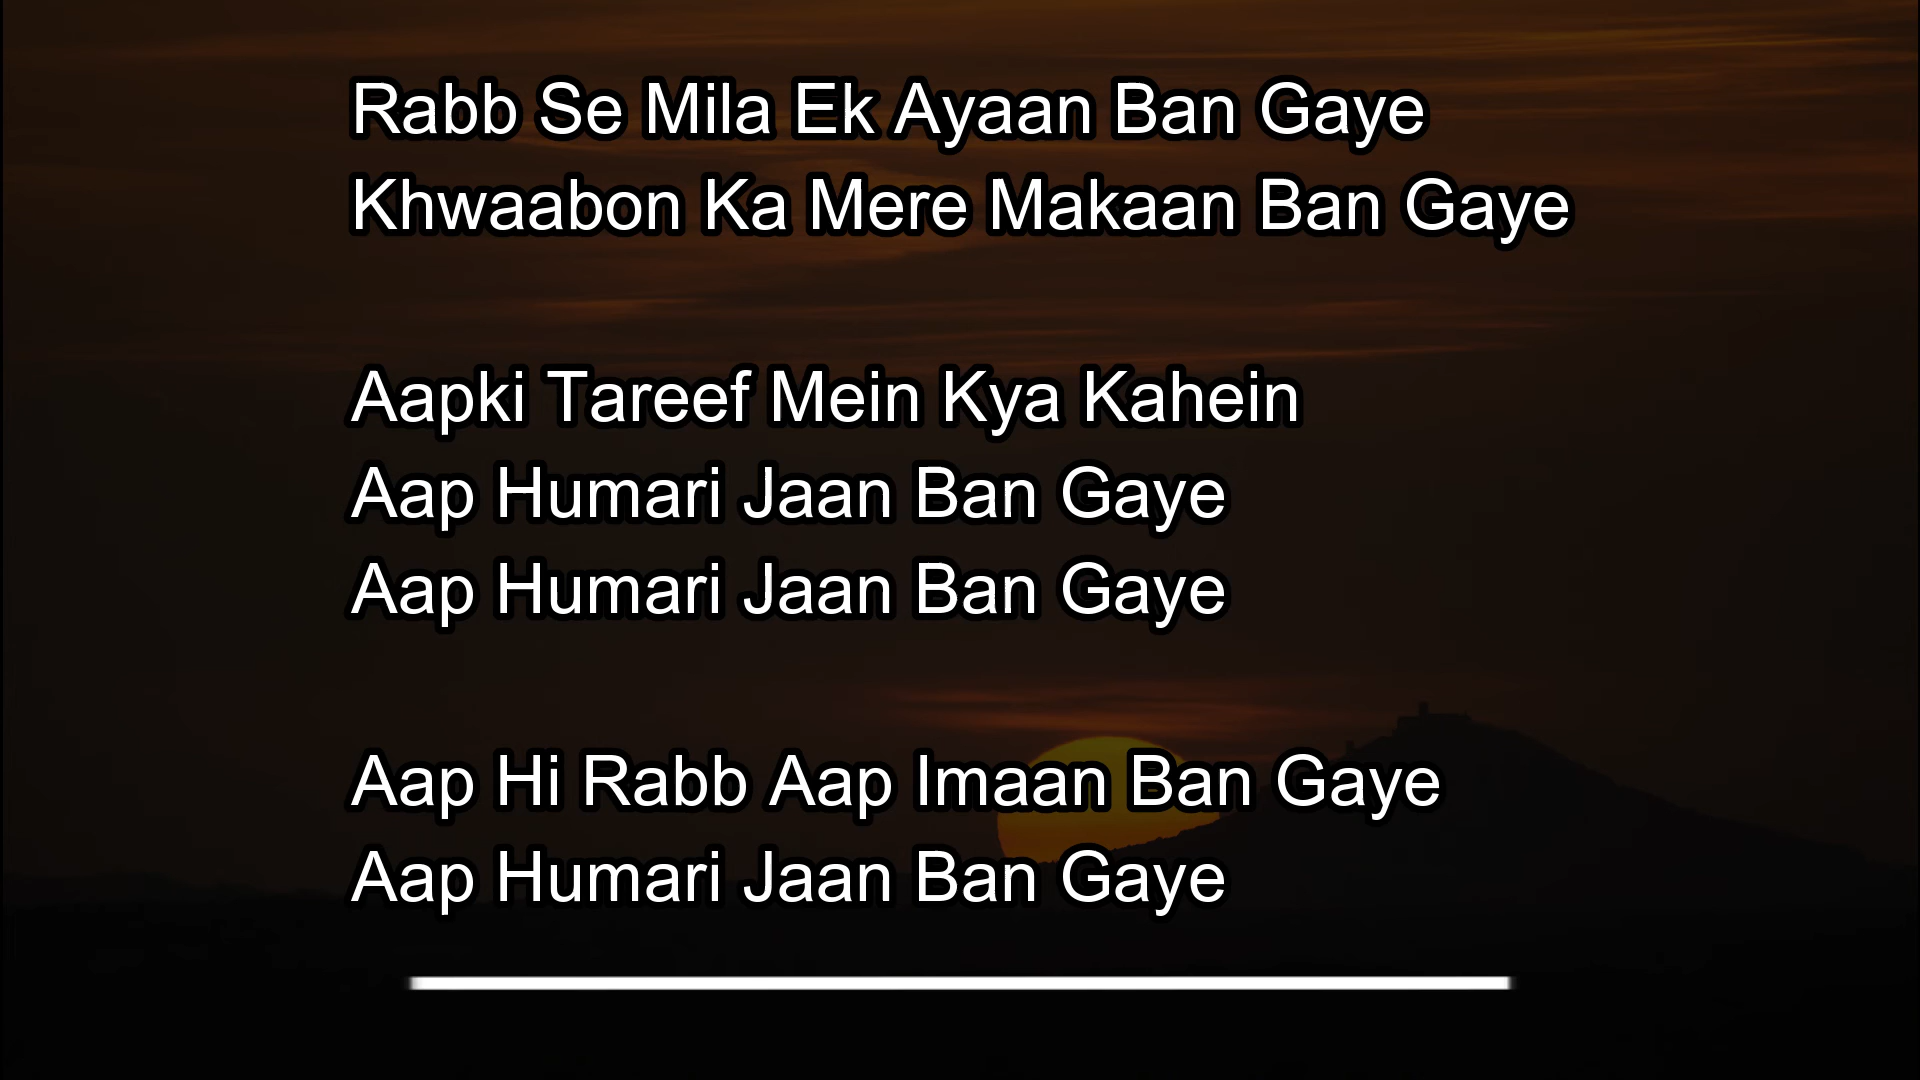 Rabb Se Mila Ek Ayaan Ban Gaye
Khwaabon Ka Mere Makaan Ban Gaye
Aapki Tareef Mein Kya Kahein
Aap Humari Jaan Ban Gaye
Aap Humari Jaan Ban Gaye
Aap Hi Rabb Aap Imaan Ban Gaye
Aap Humari Jaan Ban Gaye